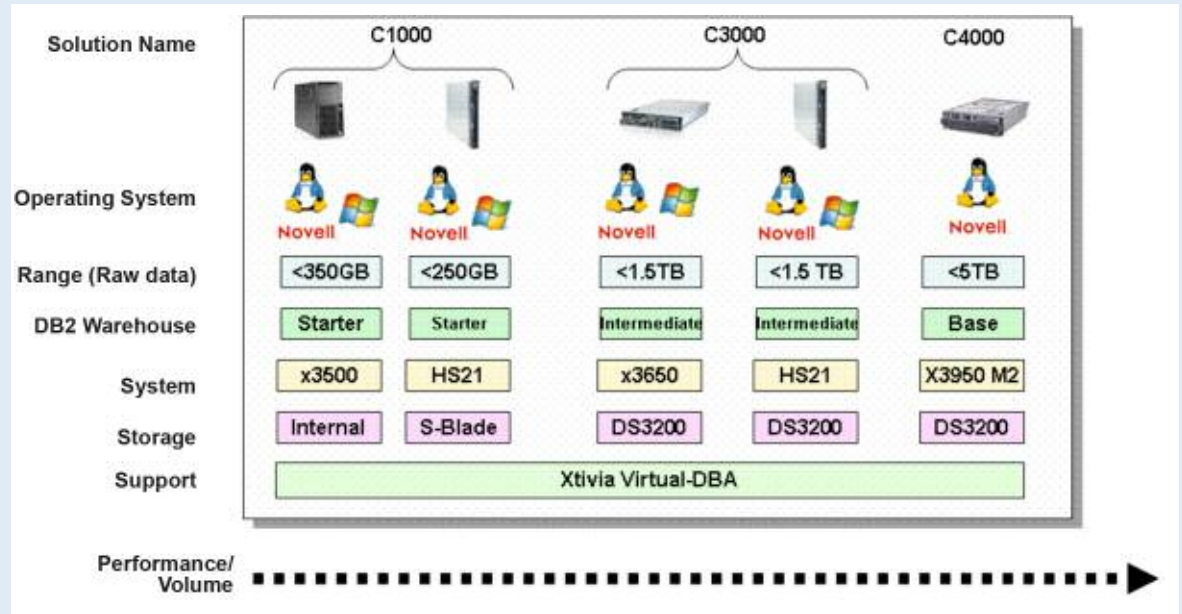 Solution Name C1000 C3000 C4000
Operating System Novell Novell Novell Novell Novell
Range (Raw data) <350GB <250GB <1.5TB <1.5 TB <5TB
DB2 Warehouse Starter Starter Intermediate Intermediate Base
System x3500 HS21 x3650 HS21 X3950 M2
Storage Internal S-Blade DS3200 DS3200 DS3200
Support Xtivia Virtual-DBA
Performance/
Volume